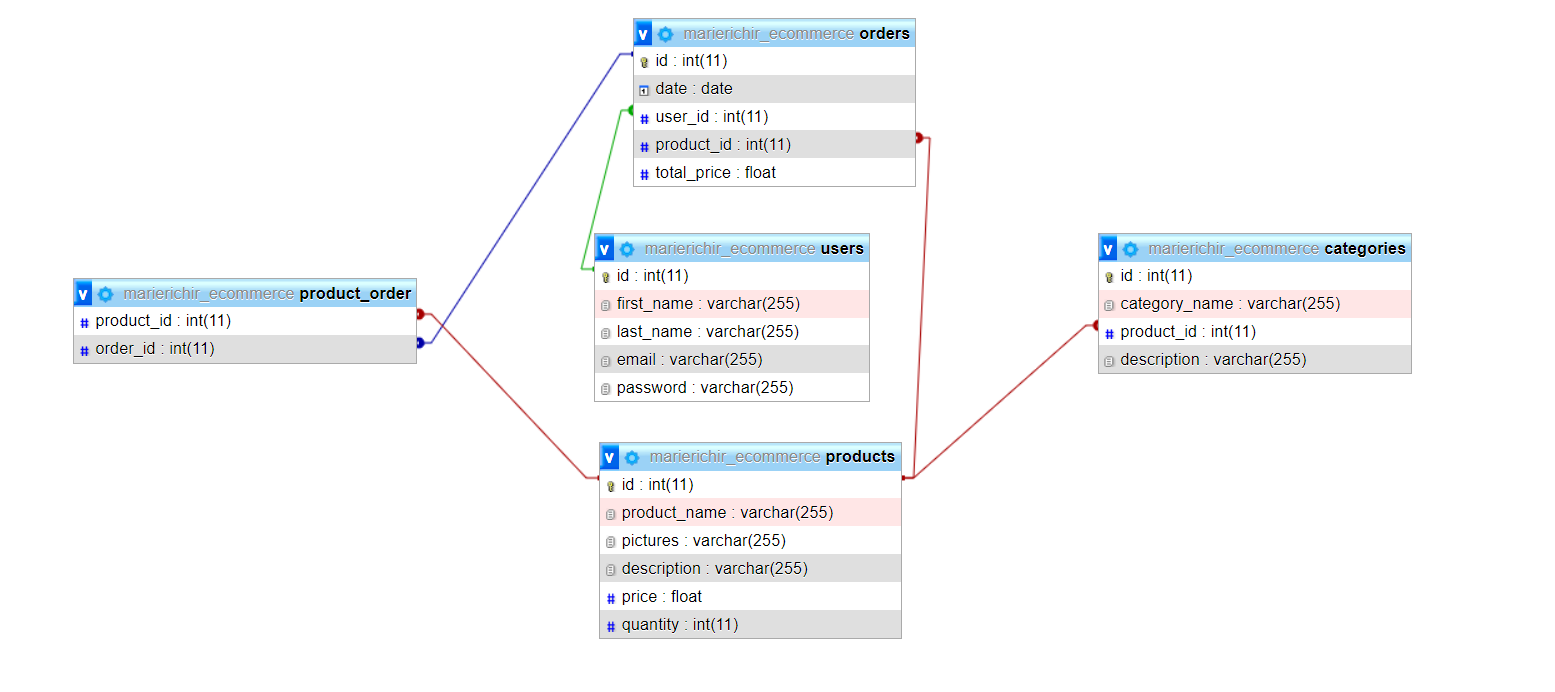 v marierichir_ecommerce orders
id : int(11)
date : date
# user_id : int(11)
# product_id : int(11)
# total_price : float
v marierichir_ecommerce users
id : int(11)
first_name : varchar(255)
last_name : varchar(255)
email : varchar(255)
password : varchar(255)
v marierichir_ecommerce categories
id : int(11)
category_name : varchar(255)
# product_id : int(11)
description : varchar(255)
v marierichir_ecommerce product_order
# product_id : int(11)
# order_id : int(11)
v marierichir_ecommerce products
id : int(11)
product_name : varchar(255)
pictures : varchar(255)
description : varchar(255)
# price : float
# quantity : int(11)